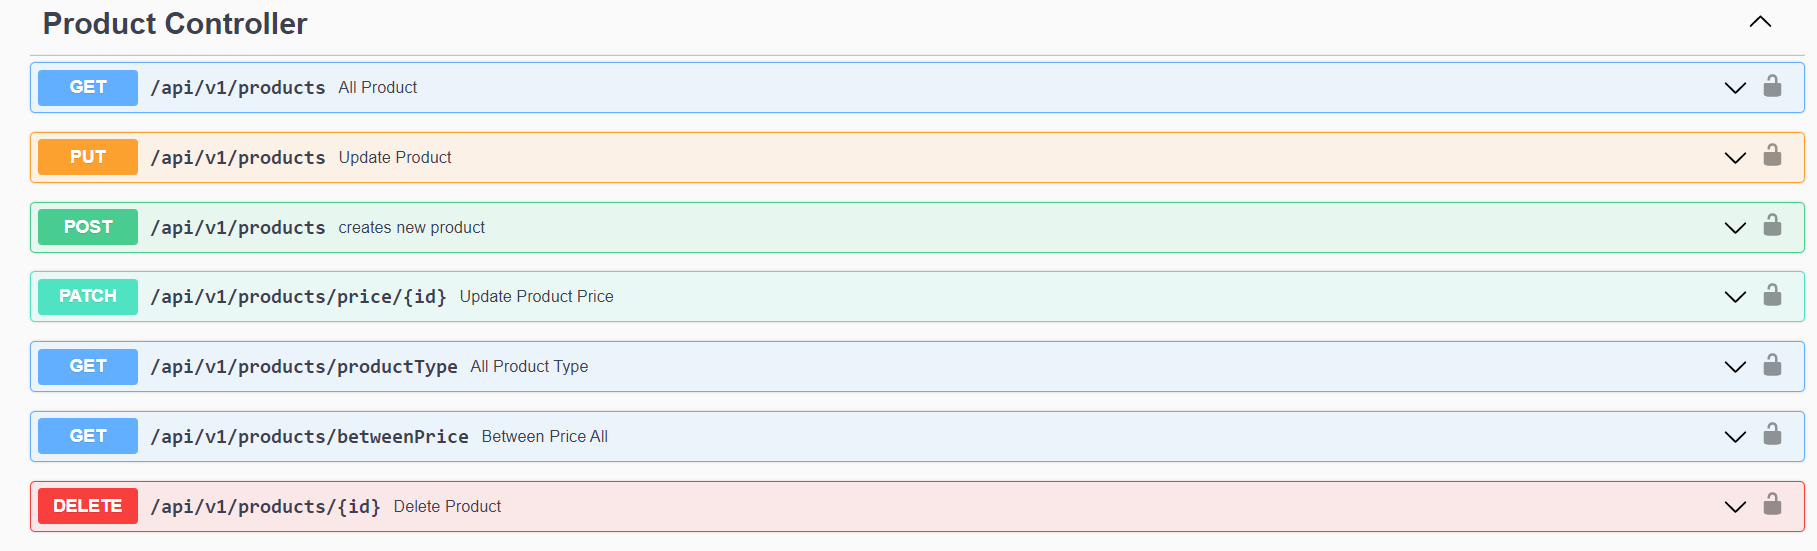 Product Controller
GET /api/v1/products All Product
PUT /api/v1/products Update Product
POST /api/v1/products creates new product
PATCH /api/v1/products/price/{id} Update Product Price
GET /api/v1/products/productType All Product Type
GET /api/v1/products/betweenPrice Between Price All
DELETE /api/v1/products/{id} Delete Product